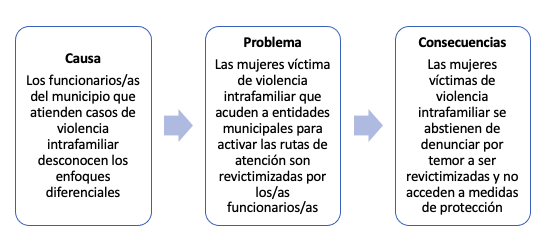 Causa
Los funcionarios/as
del municipio que
atienden casos de
violencia
intrafamiliar
desconocen los
enfoques
diferenciales
Problema
Las mujeres víctima
de violencia
intrafamiliar que
acuden a entidades
municipales para
activar las rutas de
atención son
revictimizadas por
los/as
funcionarios/as
Consecuencias
Las mujeres
víctimas de
violencia
intrafamiliar se
abstienen de
denunciar por
temor a ser
revictimizadas y no
acceden a medidas
de protección